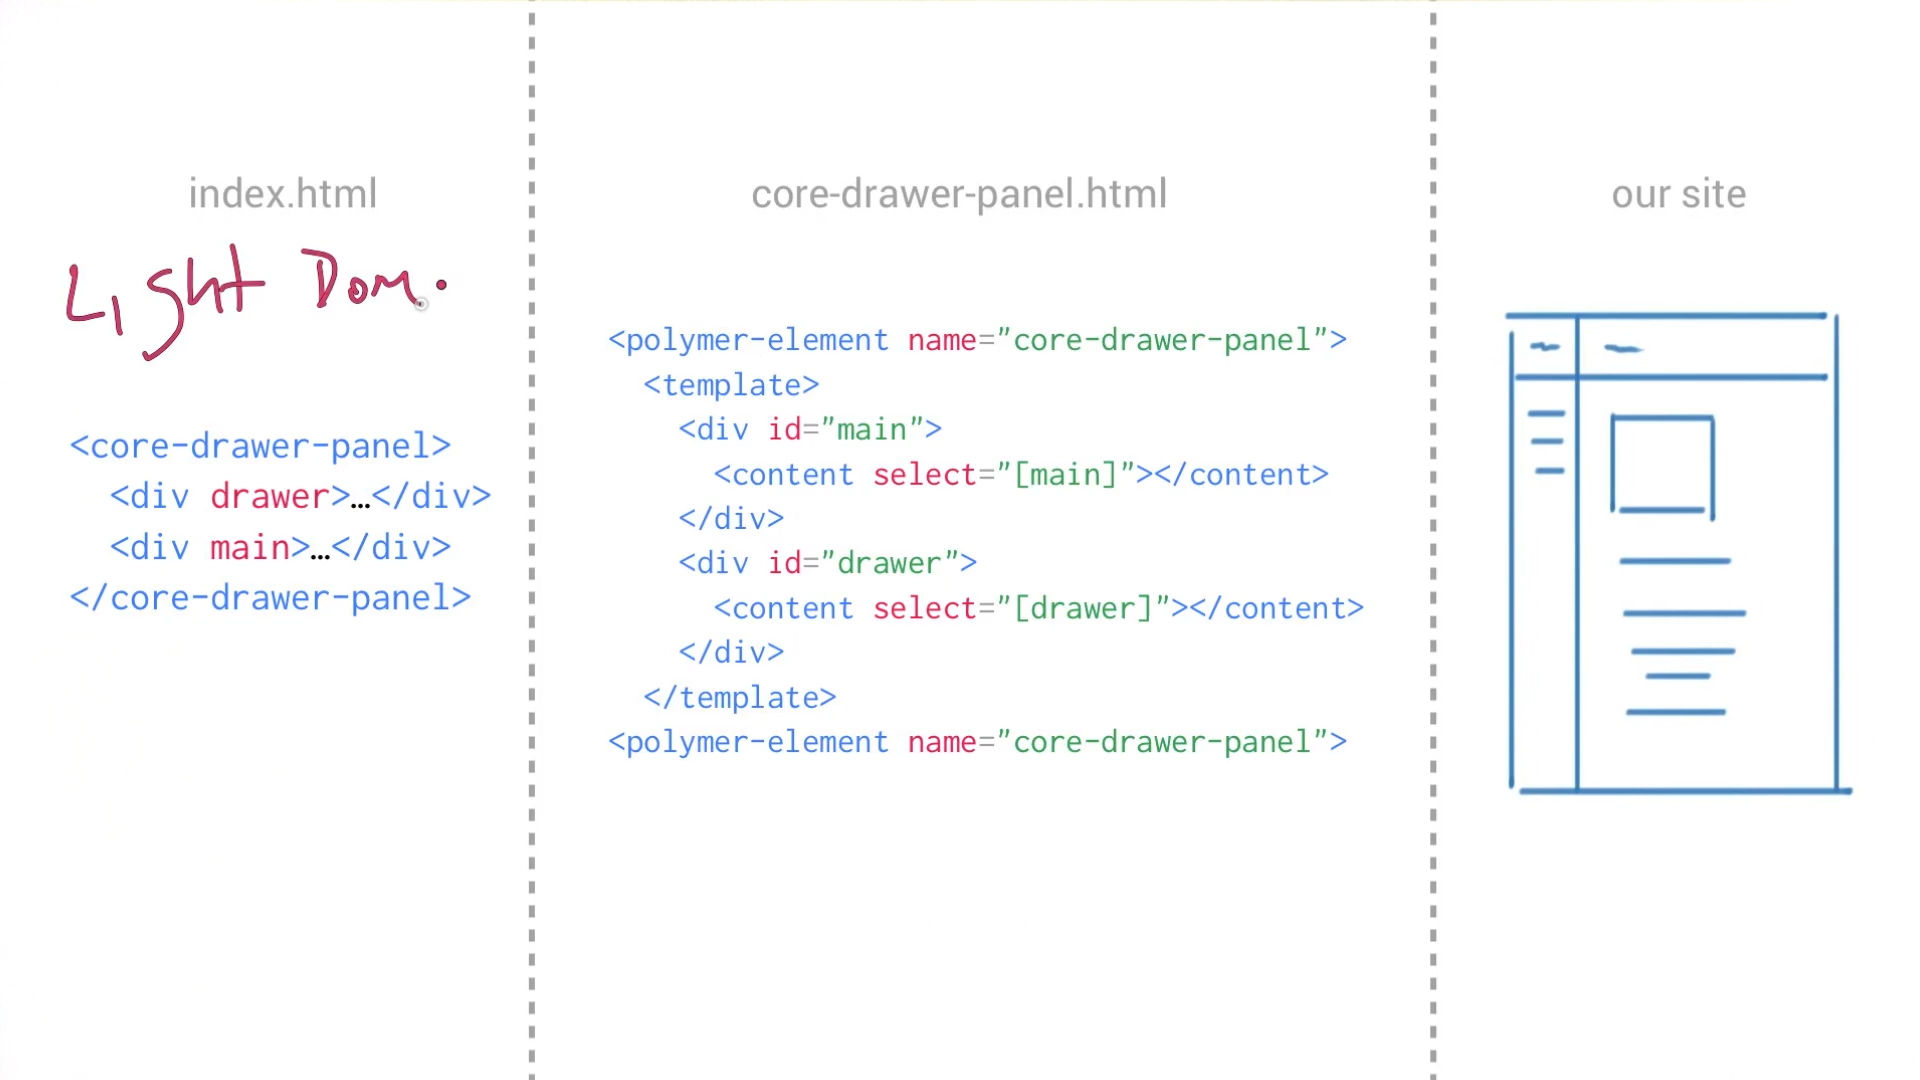 index.html
Light Dom.
<core-drawer-panel>
<div drawer>…</div>
<div main>…</div>
</core-drawer-panel>
core-drawer-panel.html
<polymer-element name="core-drawer-panel">
<template>
<div id="main">
<content select="[main]"></content>
</div>
<div id="drawer">
<content select="[drawer]"></content>
</div>
</template>
<polymer-element name="core-drawer-panel">
our site